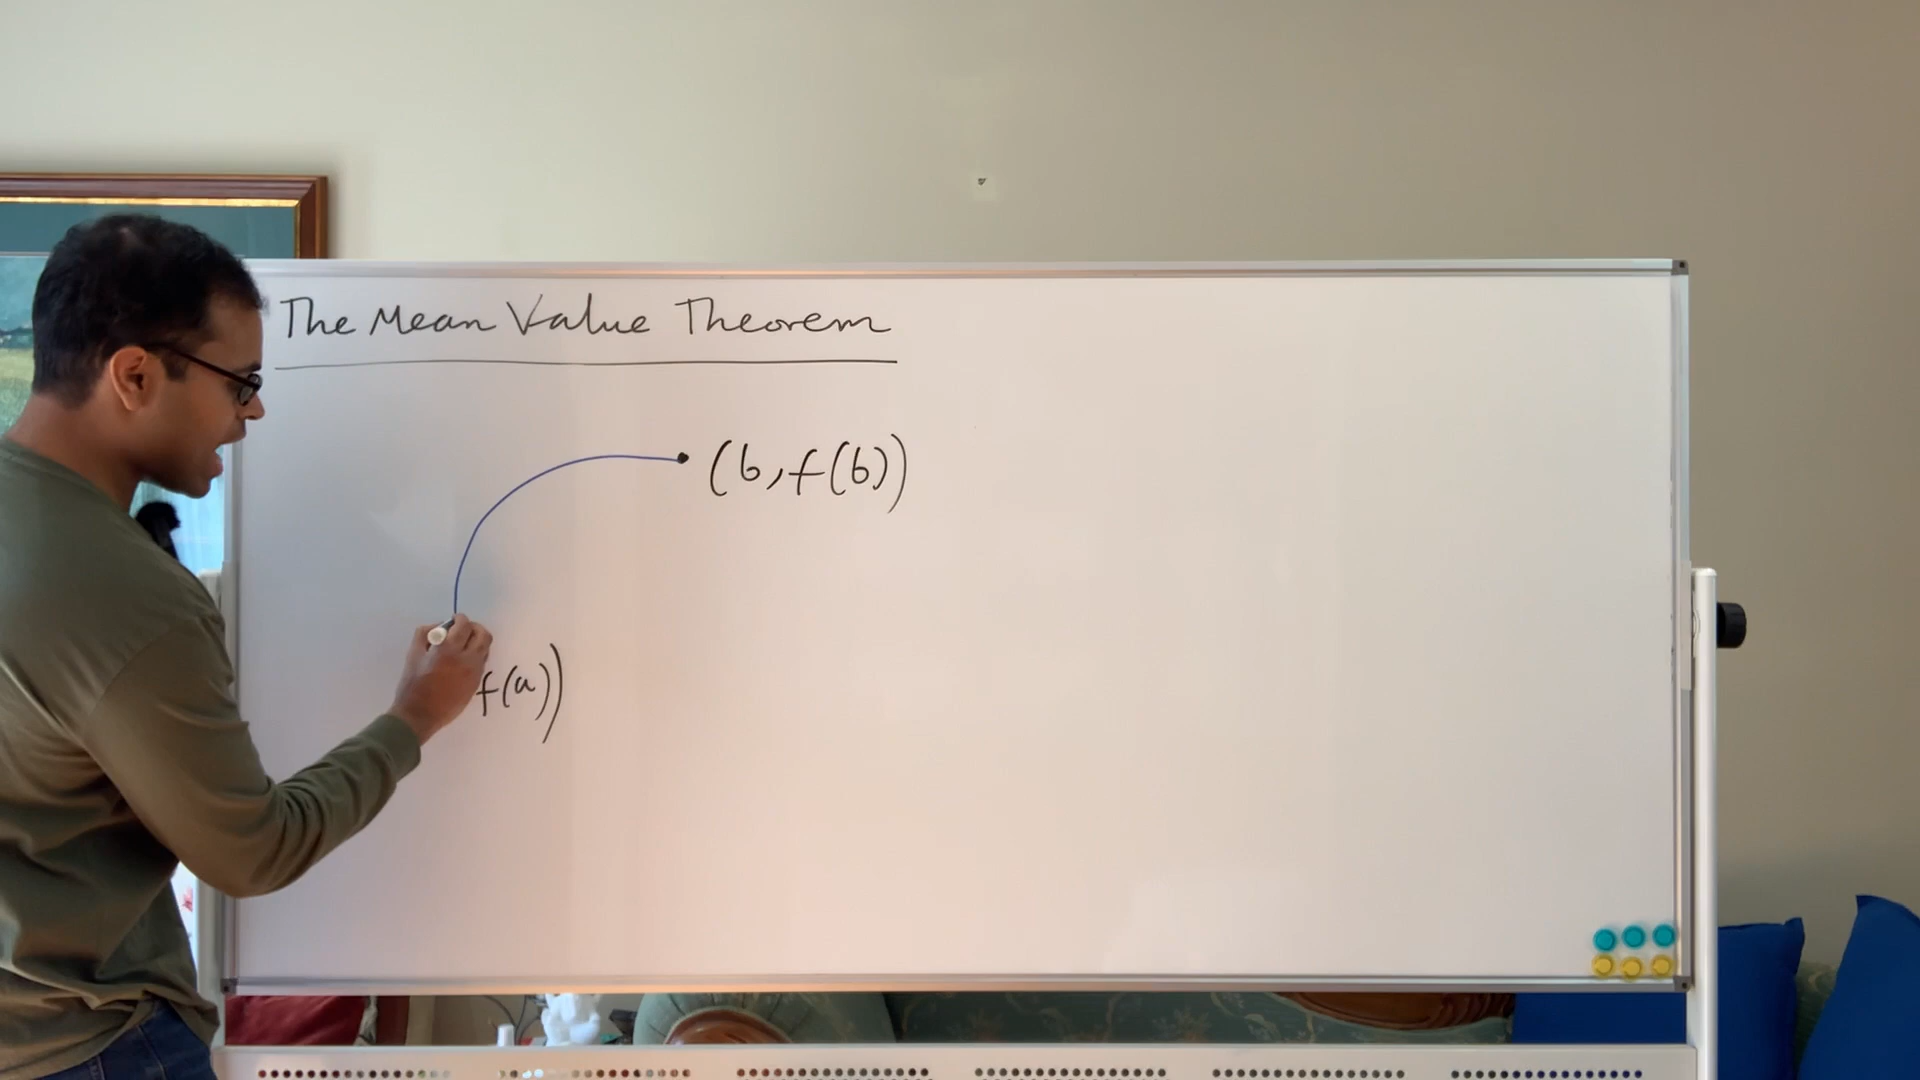 The Mean Value Theorem
(b, f(b))
f(a))